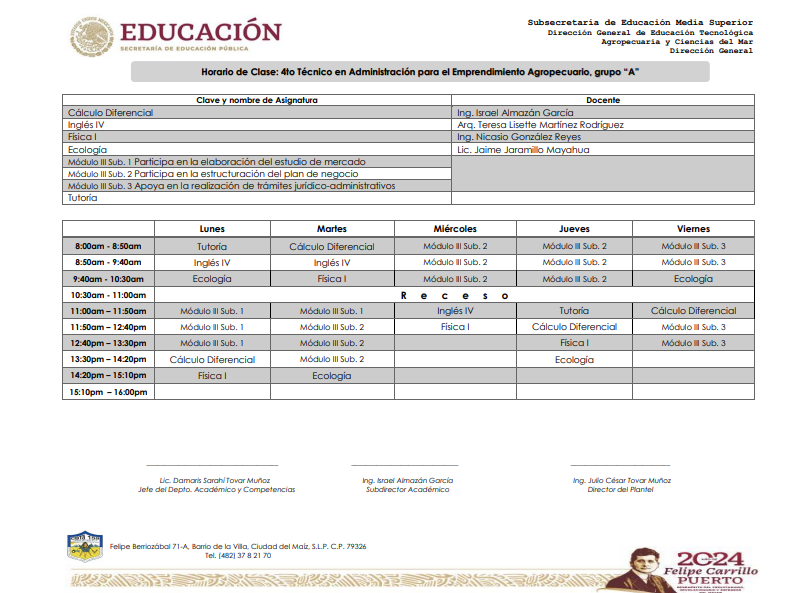 EDUCACIÓN
SECRETARÍA DE EDUCACIÓN PÚBLICA
Subsecretaría de Educación Media Superior
Dirección General de Educación Tecnológica
Agropecuaria y Ciencias del Mar
Dirección General
Horario de Clase: 4to Técnico en Administración para el Emprendimiento Agropecuario, grupo “A”
Clave y nombre de Asignatura Docente
Cálculo Diferencial Ing. Israel Almazán García
Inglés IV Arq. Teresa Lisette Martínez Rodríguez
Física I Ing. Nicasio González Reyes
Ecología Lic. Jaime Jaramillo Mayahua
Módulo III Sub. 1 Participa en la elaboración del estudio de mercado
Módulo III Sub. 2 Participa en la estructuración del plan de negocio
Módulo III Sub. 3 Apoya en la realización de trámites jurídico-administrativos
Tutoría
Lunes Martes Miércoles Jueves Viernes
8:00am - 8:50am Tutoría Cálculo Diferencial Módulo III Sub. 2 Módulo III Sub. 2 Módulo III Sub. 3
8:50am - 9:40am Inglés IV Inglés IV Módulo III Sub. 2 Módulo III Sub. 2 Módulo III Sub. 3
9:40am - 10:30am Ecología Física I Módulo III Sub. 2 Módulo III Sub. 2 Ecología
10:30am - 11:00am R e c e s o
11:00am – 11:50am Módulo III Sub. 1 Módulo III Sub. 1 Inglés IV Tutoría Cálculo Diferencial
11:50am – 12:40pm Módulo III Sub. 1 Módulo III Sub. 1 Física I Cálculo Diferencial Módulo III Sub. 3
12:40pm – 13:30pm Módulo III Sub. 1 Módulo III Sub. 2 Física I Módulo III Sub. 3
13:30pm – 14:20pm Cálculo Diferencial Módulo III Sub. 2 Ecología
14:20pm – 15:10pm Física I Ecología
15:10pm – 16:00pm
Lic. Damaris Sarahí Tovar Muñoz Ing. Israel Almazán García Ing. Julio César Tovar Muñoz
Jefe del Depto. Académico y Competencias Subdirector Académico Director del Plantel
Felipe Berriozábal 71-A, Barrio de la Villa, Ciudad del Maíz, S.L.P. C.P. 79326
Tel. (482) 37 8 21 70
2024
Felipe Carrillo
PUERTO